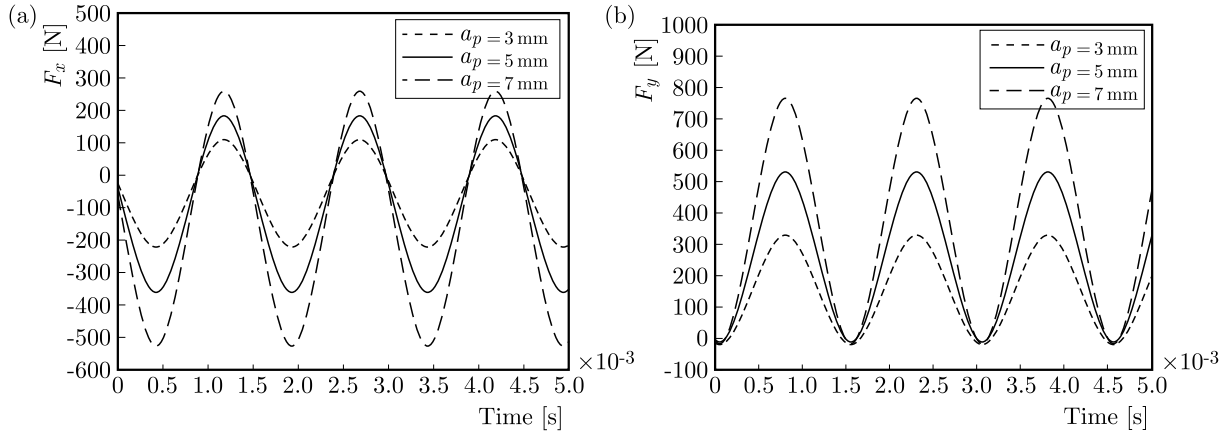 (a)
F_x [N]
500
400
300
200
100
0
-100
-200
-300
-400
-500
-600
a_p = 3 mm
a_p = 5 mm
a_p = 7 mm
0 0.5 1.0 1.5 2.0 2.5 3.0 3.5 4.0 4.5 5.0
×10^-3
Time [s]
(b)
F_y [N]
1000
900
800
700
600
500
400
300
200
100
0
-100
a_p = 3 mm
a_p = 5 mm
a_p = 7 mm
0 0.5 1.0 1.5 2.0 2.5 3.0 3.5 4.0 4.5 5.0
×10^-3
Time [s]